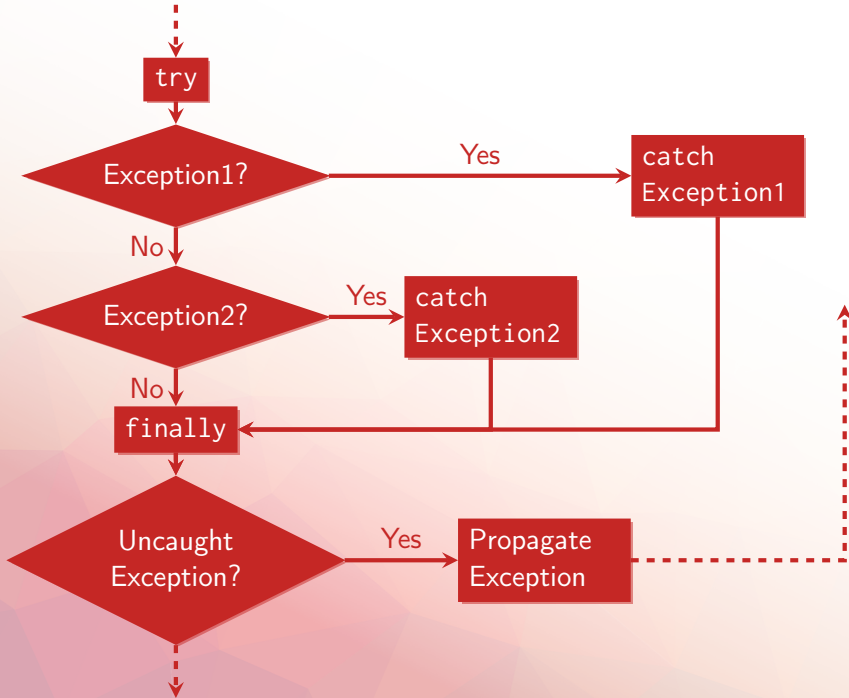 try
Exception1?
Yes
catch
Exception1
No
Exception2?
Yes
catch
Exception2
No
finally
Uncaught
Exception?
Yes
Propagate
Exception